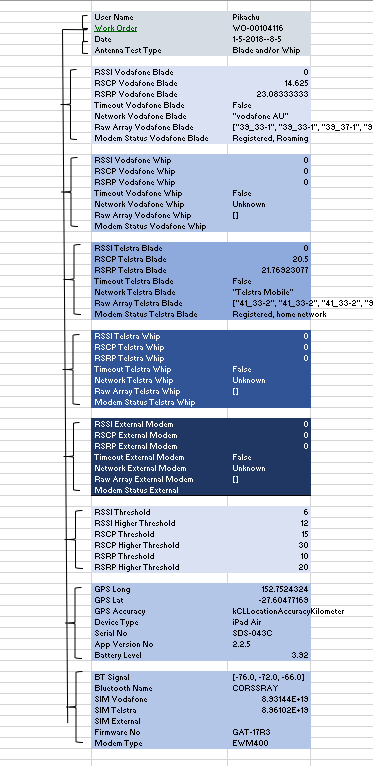 User Name Pikachu
Work Order WO-00104116
Date 1-5-2018--8-5
Antenna Test Type Blade and/or Whip
RSSI Vodafone Blade 0
RSCP Vodafone Blade 14.625
RSRP Vodafone Blade 23.08333333
Timeout Vodafone Blade False
Network Vodafone Blade "vodafone AU"
Raw Array Vodafone Blade ["39_33-1", "39_33-1", "39_37-1", "9
Modem Status Vodafone Blade Registered, Roaming
RSSI Vodafone Whip 0
RSCP Vodafone Whip 0
RSRP Vodafone Whip 0
Timeout Vodafone Whip False
Network Vodafone Whip Unknown
Raw Array Vodafone Whip []
Modem Status Vodafone Whip
RSSI Telstra Blade 0
RSCP Telstra Blade 20.5
RSRP Telstra Blade 21.76923077
Timeout Telstra Blade False
Network Telstra Blade "Telstra Mobile"
Raw Array Telstra Blade ["41_33-2", "41_33-2", "41_33-2", "9
Modem Status Telstra Blade Registered, home network
RSSI Telstra Whip 0
RSCP Telstra Whip 0
RSRP Telstra Whip 0
Timeout Telstra Whip False
Network Telstra Whip Unknown
Raw Array Telstra Whip []
Modem Status Telstra Whip
RSSI External Modem 0
RSCP External Modem 0
RSRP External Modem 0
Timeout External Modem False
Network External Modem Unknown
Raw Array External Modem []
Modem Status External
RSSI Threshold 6
RSSI Higher Threshold 12
RSCP Threshold 15
RSCP Higher Threshold 30
RSRP Threshold 10
RSRP Higher Threshold 20
GPS Long 152.7524324
GPS Lat -27.60477169
GPS Accuracy kCLLocationAccuracyKilometer
Device Type iPad Air
Serial No SDS-043C
App Version No 2.2.5
Battery Level 3.92
BT Signal [-76.0, -72.0, -66.0]
Bluetooth Name CORSSRAY
SIM Vodafone 8.93144E+19
SIM Telstra 8.96102E+19
SIM External
Firmware No GAT-17R3
Modem Type EWM400